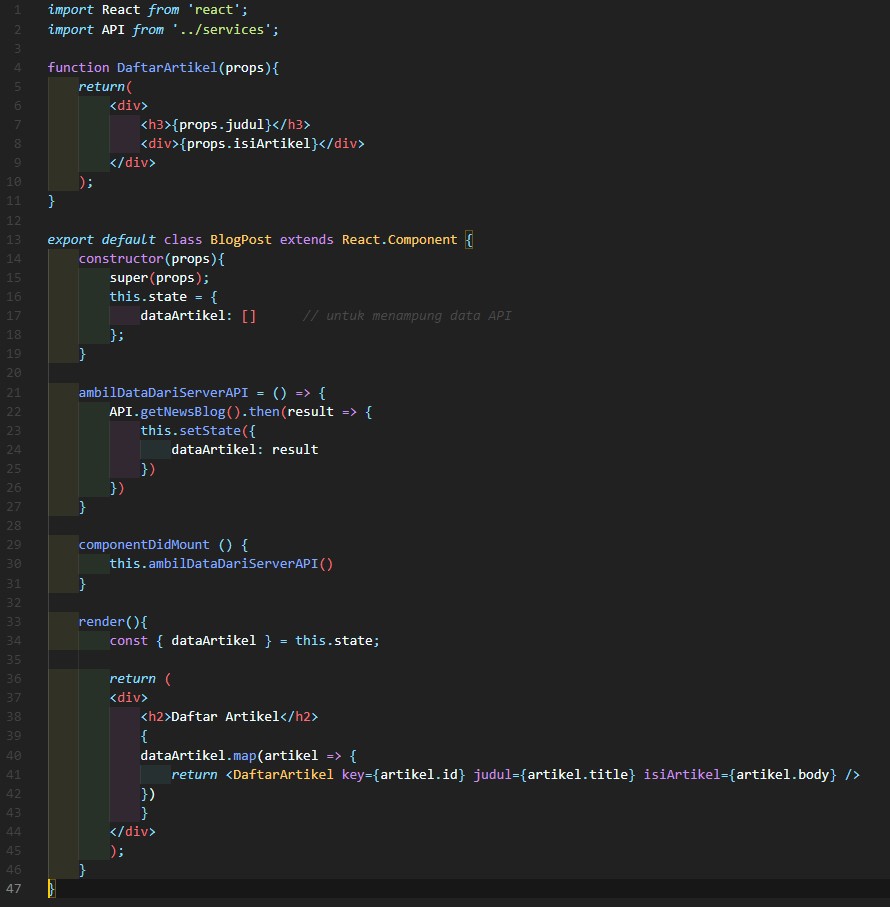 1 import React from 'react';
2 import API from '../services';
3
4 function DaftarArtikel(props){
5     return(
6         <div>
7             <h3>{props.judul}</h3>
8             <div>{props.isiArtikel}</div>
9         </div>
10     );
11 }
12
13 export default class BlogPost extends React.Component {
14     constructor(props){
15         super(props);
16         this.state = {
17             dataArtikel: []      // untuk menampung data API
18         };
19     }
20
21     ambilDataDariServerAPI = () => {
22         API.getNewsBlog().then(result => {
23             this.setState({
24                 dataArtikel: result
25             })
26         })
27     }
28
29     componentDidMount () {
30         this.ambilDataDariServerAPI()
31     }
32
33     render(){
34         const { dataArtikel } = this.state;
35
36         return (
37         <div>
38             <h2>Daftar Artikel</h2>
39             {
40             dataArtikel.map(artikel => {
41                 return <DaftarArtikel key={artikel.id} judul={artikel.title} isiArtikel={artikel.body} />
42             })
43             }
44         </div>
45         );
46     }
47 }